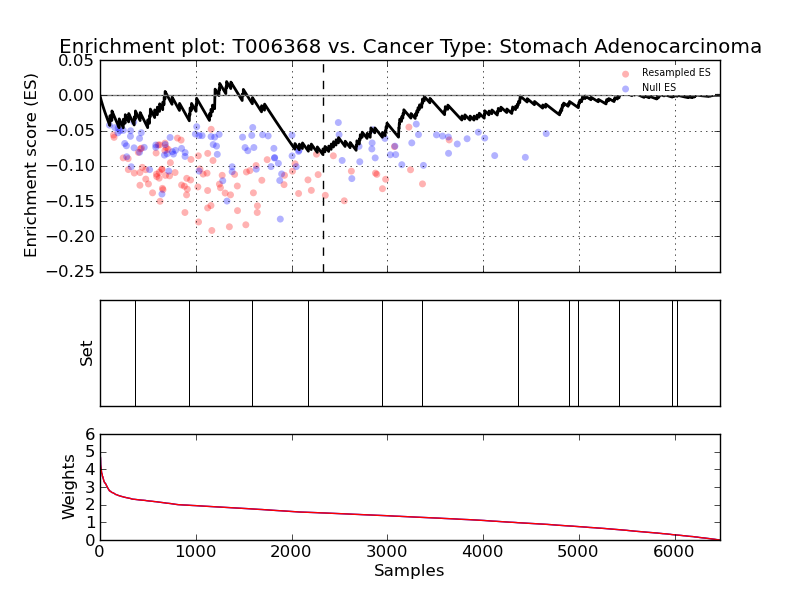 Enrichment plot: T006368 vs. Cancer Type: Stomach Adenocarcinoma
Enrichment score (ES)
0.05
0.00
−0.05
−0.10
−0.15
−0.20
−0.25
Resampled ES
Null ES
Set
Weights
6
5
4
3
2
1
0
0 1000 2000 3000 4000 5000 6000
Samples